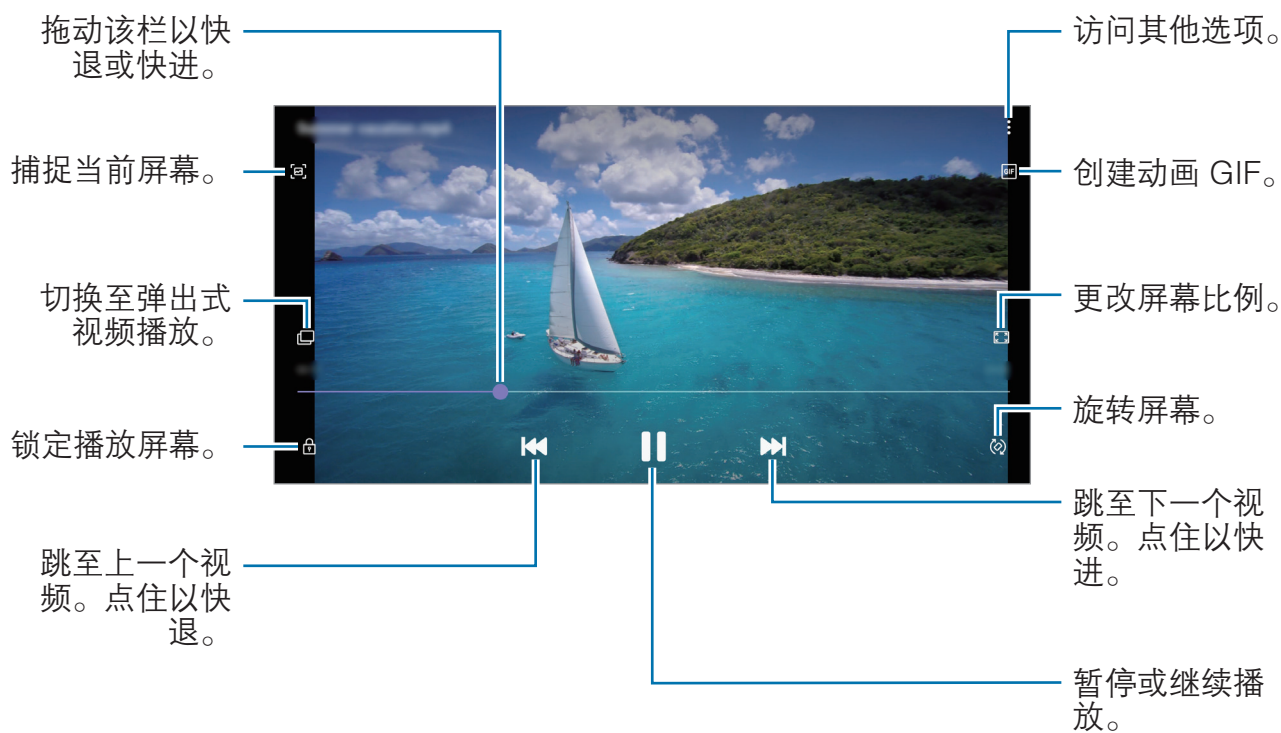 拖动该栏以快
退或快进。
访问其他选项。
捕捉当前屏幕。
GIF
创建动画 GIF。
切换至弹出式
视频播放。
更改屏幕比例。
锁定播放屏幕。
旋转屏幕。
跳至上一个视
频。点住以快
退。
跳至下一个视
频。点住以快
进。
暂停或继续播
放。